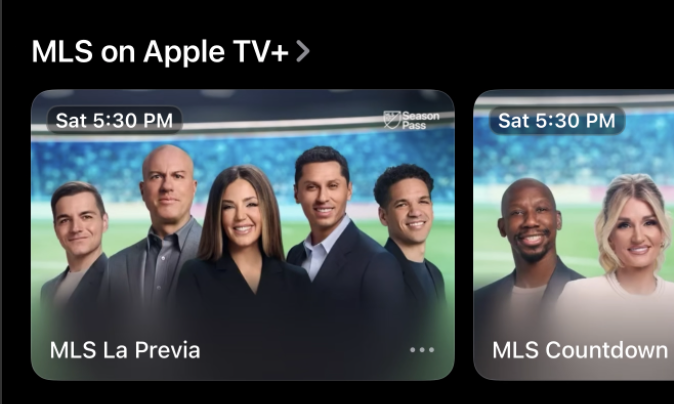 MLS on Apple TV+
Sat 5:30 PM
Season
Pass
MLS La Previa
Sat 5:30 PM
MLS Countdown